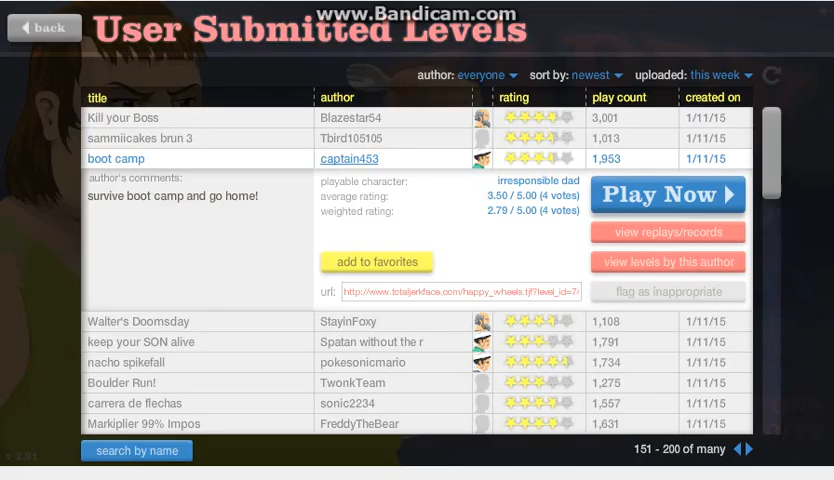 www.Bandicam.com
back
User Submitted Levels
author: everyone sort by: newest uploaded: this week
title author rating play count created on
Kill your Boss Blazestar54 3,001 1/11/15
sammiicakes brun 3 Tbird105105 1,013 1/11/15
boot camp captain453 1,953 1/11/15
author's comments:
survive boot camp and go home!
playable character: irresponsible dad
average rating: 3.50 / 5.00 (4 votes)
weighted rating: 2.79 / 5.00 (4 votes)
Play Now
view replays/records
add to favorites
view levels by this author
url: http://www.totaljerkface.com/happy_wheels.tjf?level_id=7
flag as inappropriate
Walter's Doomsday StayinFoxy 1,108 1/11/15
keep your SON alive Spatan without the r 1,791 1/11/15
nacho spikefall pokesonicmario 1,734 1/11/15
Boulder Run! TwonkTeam 1,275 1/11/15
carrera de flechas sonic2234 1,557 1/11/15
Markiplier 99% Impos FreddyTheBear 1,631 1/11/15
search by name
151 - 200 of many
v 1.51